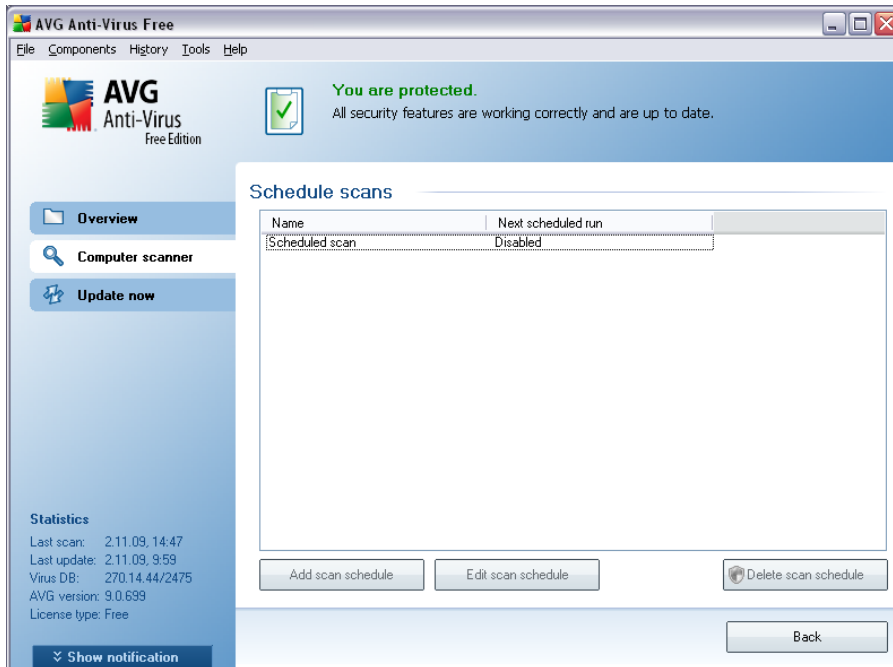 AVG Anti-Virus Free
File Components History Tools Help
AVG
Anti-Virus
Free Edition
You are protected.
All security features are working correctly and are up to date.
Overview
Computer scanner
Update now
Schedule scans
Name Next scheduled run
Scheduled scan Disabled
Add scan schedule Edit scan schedule Delete scan schedule
Back
Statistics
Last scan: 2.11.09, 14:47
Last update: 2.11.09, 9:59
Virus DB: 270.14.44/2475
AVG version: 9.0.699
License type: Free
Show notification